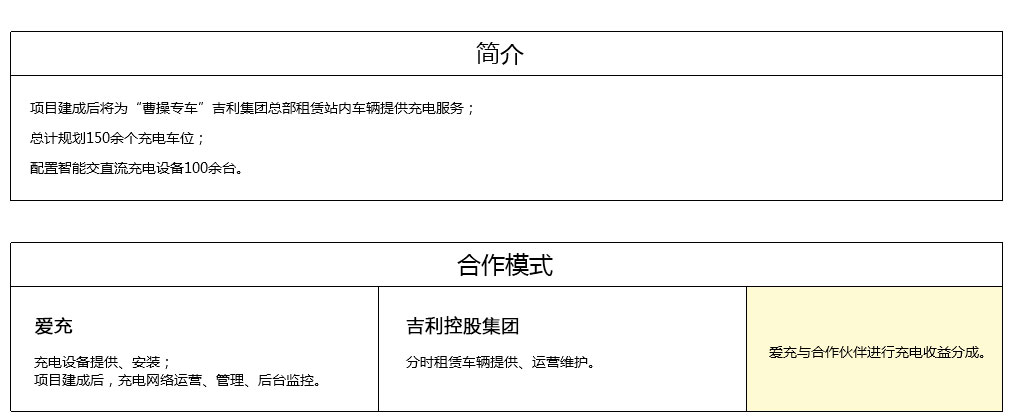 简介
项目建成后将为“曹操专车”吉利集团总部租赁站内车辆提供充电服务；
总计规划150余个充电车位；
配置智能交直流充电设备100余台。
合作模式
爱充
充电设备提供、安装；
项目建成后，充电网络运营、管理、后台监控。
吉利控股集团
分时租赁车辆提供、运营维护。
爱充与合作伙伴进行充电收益分成。